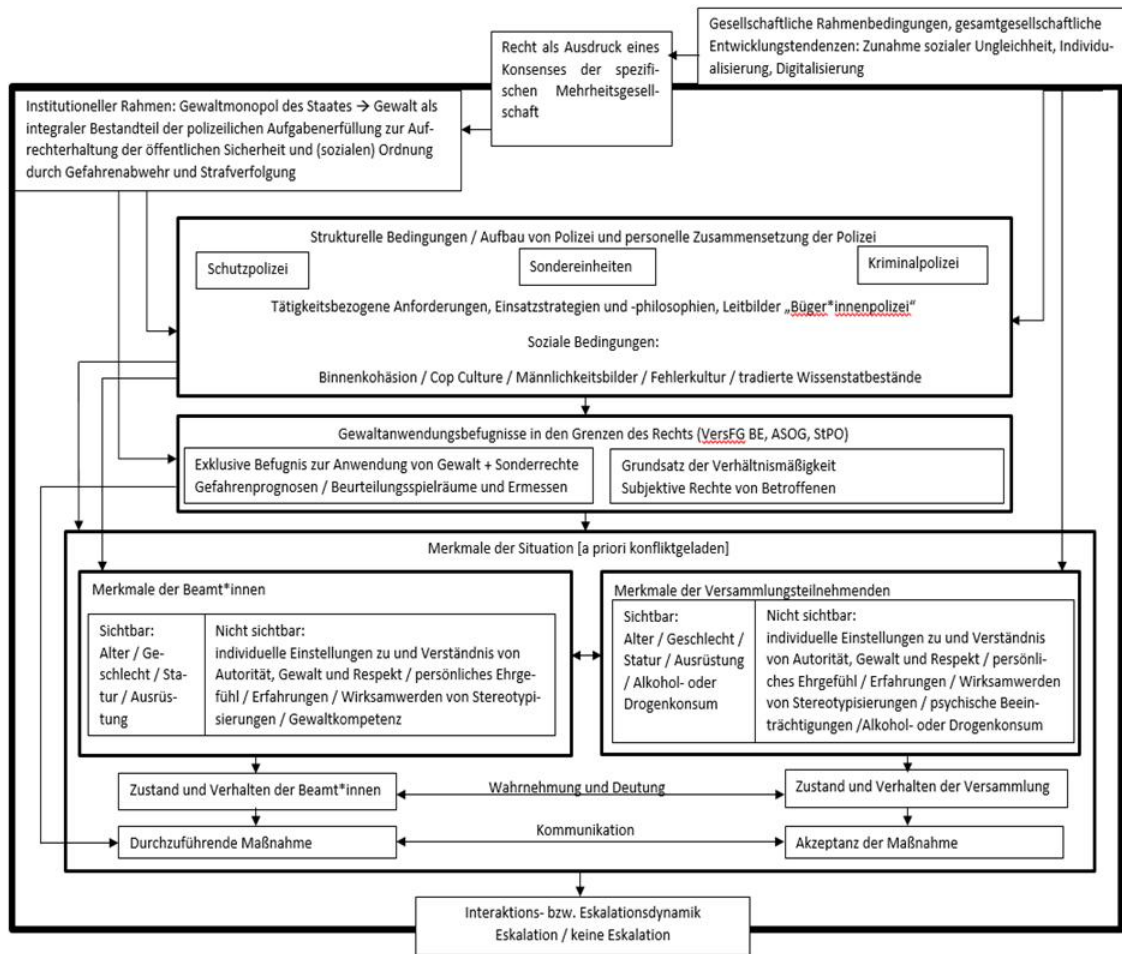 Gesellschaftliche Rahmenbedingungen, gesamtgesellschaftliche
Entwicklungstendenzen: Zunahme sozialer Ungleichheit, Individu-
alisierung, Digitalisierung
Recht als Ausdruck eines
Konsenses der spezifi-
schen Mehrheitsgesell-
schaft
Institutioneller Rahmen: Gewaltmonopol des Staates → Gewalt als
integraler Bestandteil der polizeilichen Aufgabenerfüllung zur Auf-
rechterhaltung der öffentlichen Sicherheit und (sozialen) Ordnung
durch Gefahrenabwehr und Strafverfolgung
Strukturelle Bedingungen / Aufbau von Polizei und personelle Zusammensetzung der Polizei
Schutzpolizei
Sondereinheiten
Kriminalpolizei
Tätigkeitsbezogene Anforderungen, Einsatzstrategien und -philosophien, Leitbilder „Büger*innenpolizei“
Soziale Bedingungen:
Binnenkohäsion / Cop Culture / Männlichkeitsbilder / Fehlerkultur / tradierte Wissenstatbestände
Gewaltanwendungsbefugnisse in den Grenzen des Rechts (VersFG BE, ASOG, StPO)
Exklusive Befugnis zur Anwendung von Gewalt + Sonderrechte
Gefahrenprognosen / Beurteilungsspielräume und Ermessen
Grundsatz der Verhältnismäßigkeit
Subjektive Rechte von Betroffenen
Merkmale der Situation [a priori konfliktgeladen]
Merkmale der Beamt*innen
Sichtbar:
Alter / Ge-
schlecht / Sta-
tur / Ausrüs-
tung
Nicht sichtbar:
individuelle Einstellungen zu und Verständnis von
Autorität, Gewalt und Respekt / persönliches Ehrge-
fühl / Erfahrungen / Wirksamwerden von Stereotypi-
sierungen / Gewaltkompetenz
Merkmale der Versammlungsteilnehmenden
Sichtbar:
Alter / Geschlecht /
Statur / Ausrüstung
/ Alkohol- oder
Drogenkonsum
Nicht sichtbar:
individuelle Einstellungen zu und Verständnis
von Autorität, Gewalt und Respekt / persönli-
ches Ehrgefühl / Erfahrungen / Wirksamwerden
von Stereotypisierungen / psychische Beein-
trächtigungen /Alkohol- oder Drogenkonsum
Zustand und Verhalten der Beamt*innen
Wahrnehmung und Deutung
Zustand und Verhalten der Versammlung
Durchzuführende Maßnahme
Kommunikation
Akzeptanz der Maßnahme
Interaktions- bzw. Eskalationsdynamik
Eskalation / keine Eskalation